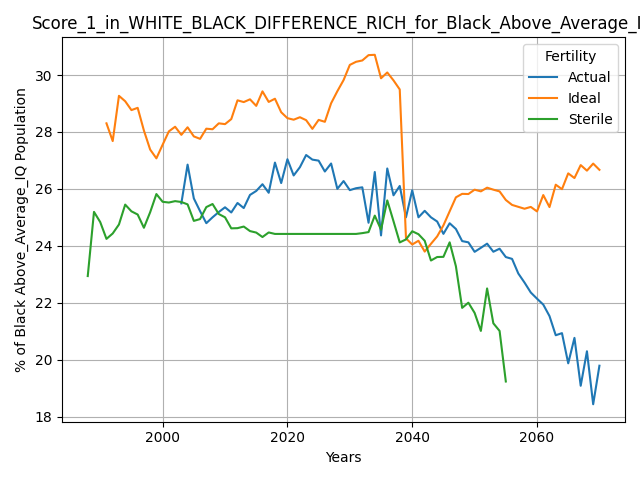 Score_1_in_WHITE_BLACK_DIFFERENCE_RICH_for_Black_Above_Average_I
Fertility
Actual
Ideal
Sterile
% of Black Above_Average_IQ Population
30
28
26
24
22
20
18
2000
2020
2040
2060
Years